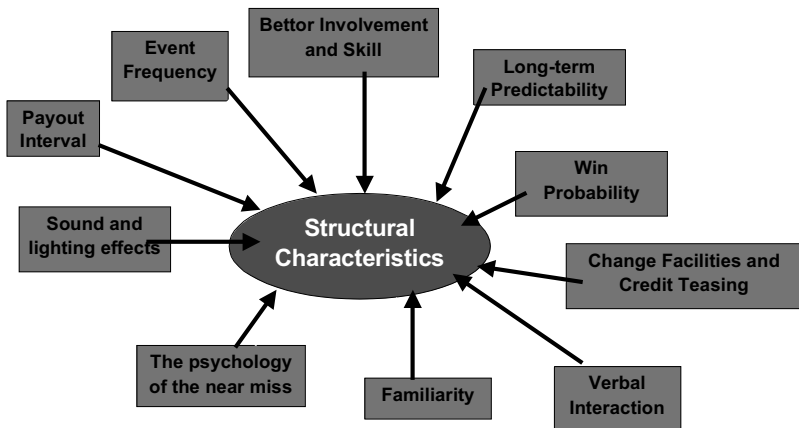 Bettor Involvement
and Skill
Event
Frequency
Long-term
Predictability
Payout
Interval
Win
Probability
Sound and
lighting effects
Structural
Characteristics
Change Facilities and
Credit Teasing
The psychology
of the near miss
Familiarity
Verbal
Interaction